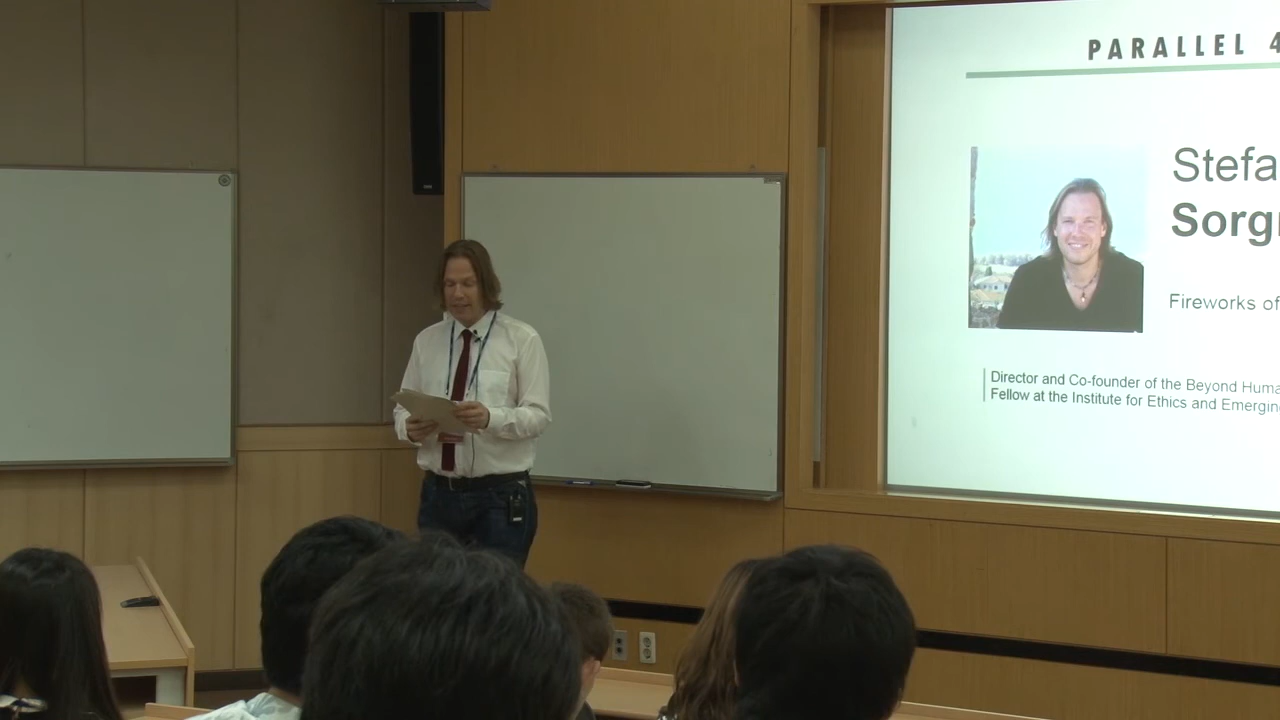 PARALLEL 4
Stefa
Sorg
Fireworks of
Director and Co-founder of the Beyond Huma
Fellow at the Institute for Ethics and Emergin